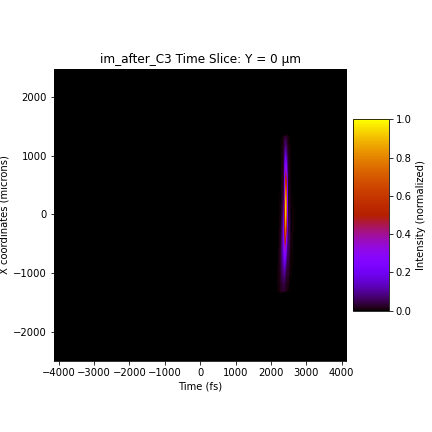 im_after_C3 Time Slice: Y = 0 μm
X coordinates (microns)
2000
1000
0
−1000
−2000
−4000 −3000 −2000 −1000 0 1000 2000 3000 4000
Time (fs)
1.0
0.8
0.6
0.4
0.2
0.0
Intensity (normalized)